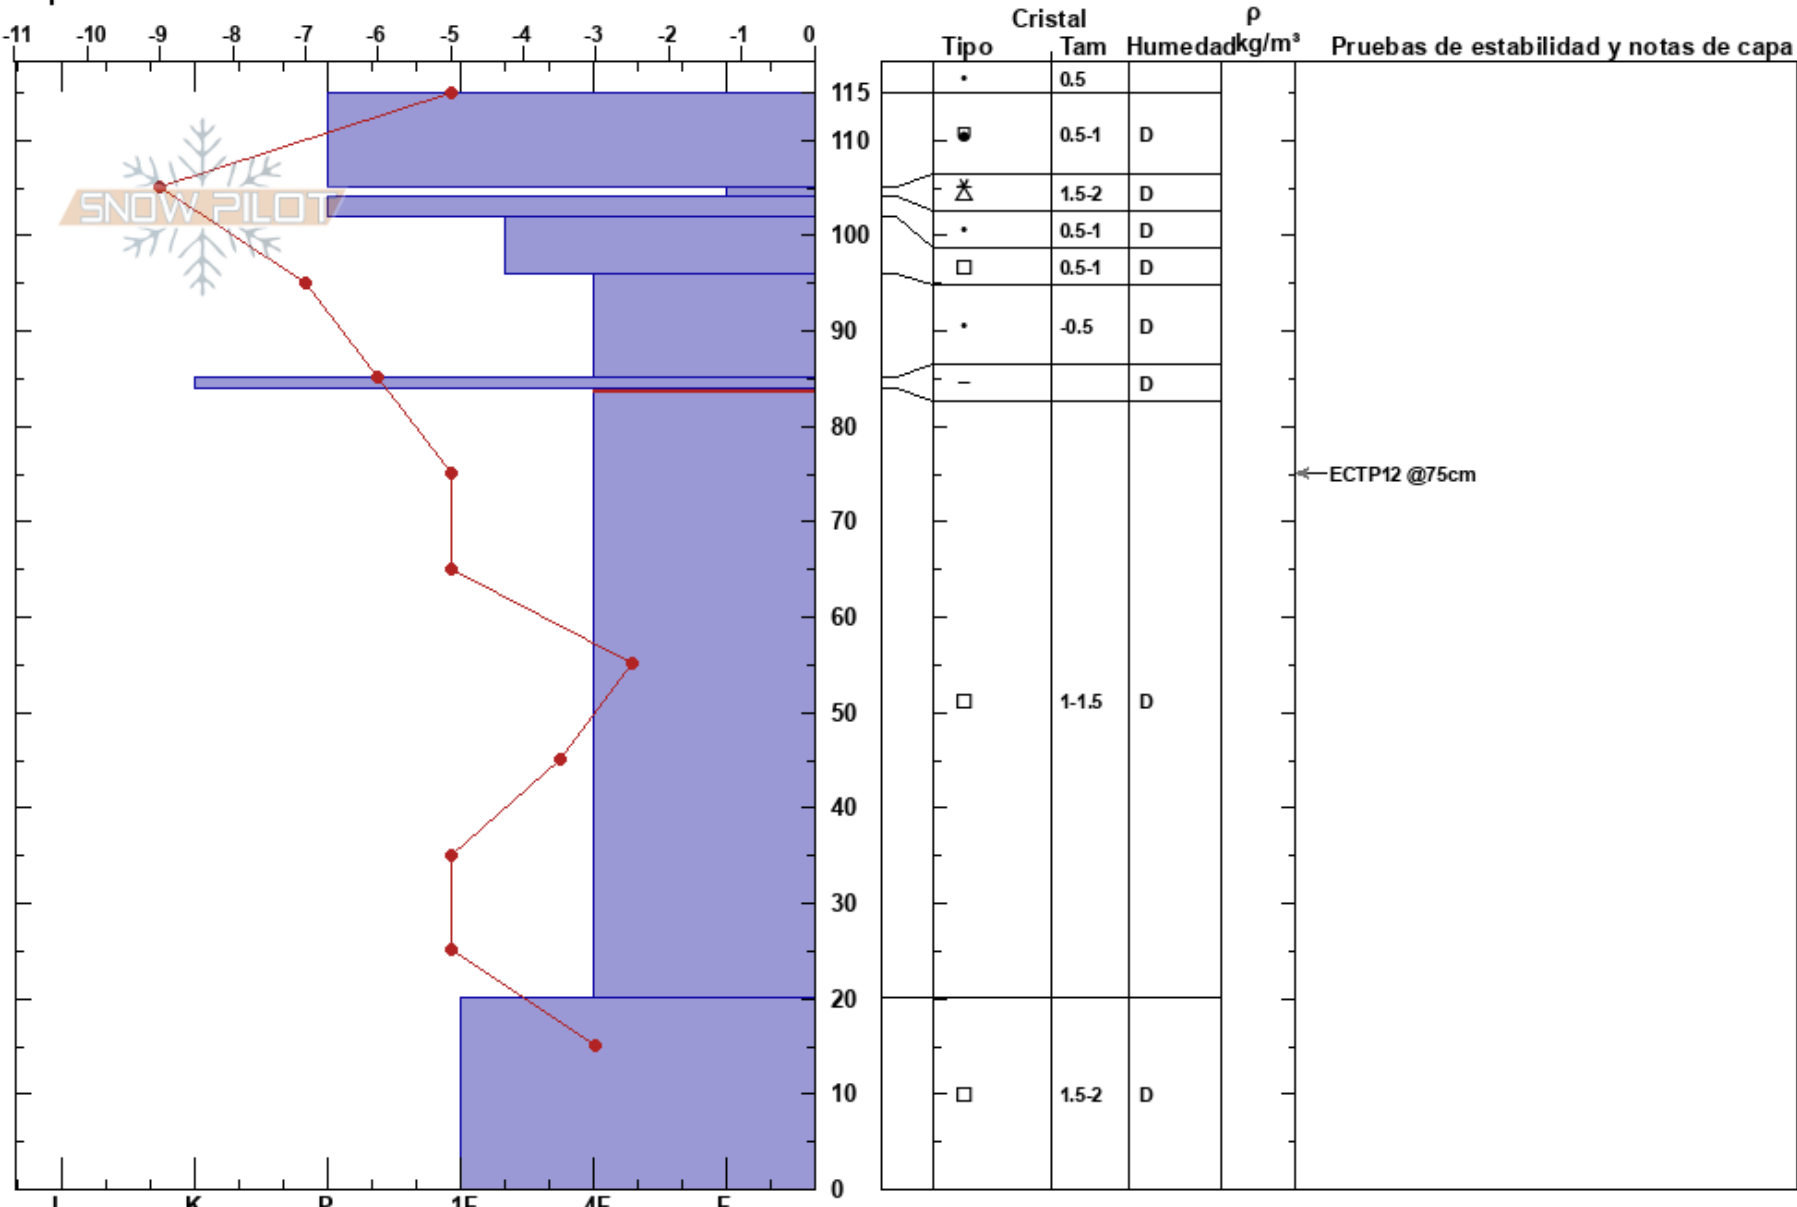 Cristal ρ
-11 -10 -9 -8 -7 -6 -5 -4 -3 -2 -1 0 Tipo Tam Humedad kg/m³ Pruebas de estabilidad y notas de capa
0.5
115
110 0.5-1 D
SNOW PILOT 1.5-2 D
100 0.5-1 D
0.5-1 D
90 -0.5 D
D
80
ECTP12 @75cm
70
60
50 1-1.5 D
40
30
20
10 1.5-2 D
0
K P 1F 4F F